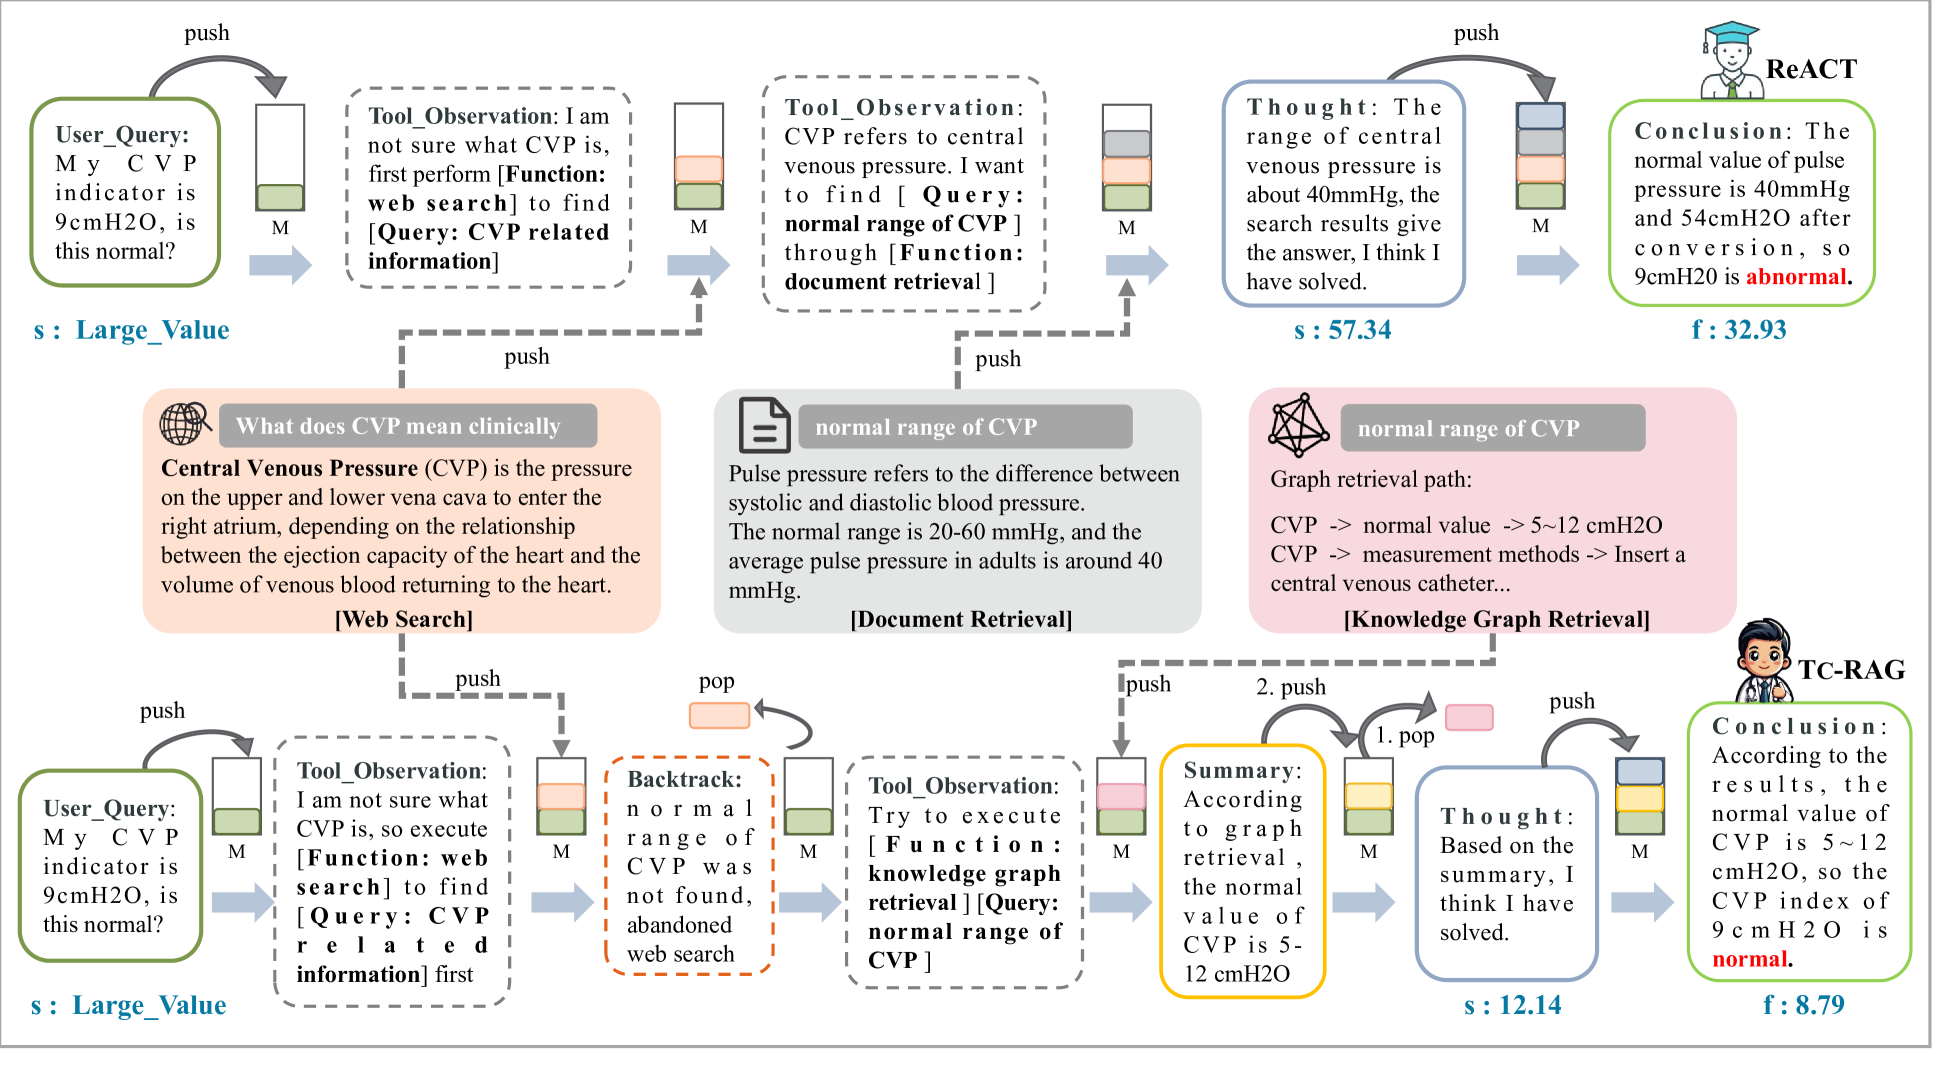 push
push
ReACT
User_Query:
My CVP
indicator is
9cmH2O, is
this normal?
M
Tool_Observation: I am
not sure what CVP is,
first perform [Function:
web search] to find
[Query: CVP related
information]
M
Tool_Observation:
CVP refers to central
venous pressure. I want
to find [ Query:
normal range of CVP ]
through [Function:
document retrieval ]
M
Thought: The
range of central
venous pressure is
about 40mmHg, the
search results give
the answer, I think I
have solved.
M
Conclusion: The
normal value of pulse
pressure is 40mmHg
and 54cmH2O after
conversion, so
9cmH20 is abnormal.
s : Large_Value
s : 57.34
f : 32.93
push
push
What does CVP mean clinically
Central Venous Pressure (CVP) is the pressure
on the upper and lower vena cava to enter the
right atrium, depending on the relationship
between the ejection capacity of the heart and the
volume of venous blood returning to the heart.
[Web Search]
normal range of CVP
Pulse pressure refers to the difference between
systolic and diastolic blood pressure.
The normal range is 20-60 mmHg, and the
average pulse pressure in adults is around 40
mmHg.
[Document Retrieval]
normal range of CVP
Graph retrieval path:
CVP -> normal value -> 5~12 cmH2O
CVP -> measurement methods -> Insert a
central venous catheter...
[Knowledge Graph Retrieval]
push
push
pop
push
2. push
1. pop
push
TC-RAG
User_Query:
My CVP
indicator is
9cmH2O, is
this normal?
M
Tool_Observation:
I am not sure what
CVP is, so execute
[Function: web
search] to find
[Query: CVP
related
information] first
M
Backtrack:
normal
range of
CVP was
not found,
abandoned
web search
M
Tool_Observation:
Try to execute
[Function:
knowledge graph
retrieval ] [Query:
normal range of
CVP ]
M
Summary:
According
to graph
retrieval ,
the normal
value of
CVP is 5-
12 cmH2O
M
Thought:
Based on the
summary, I
think I have
solved.
M
Conclusion:
According to the
results, the
normal value of
CVP is 5~12
cmH2O, so the
CVP index of
9cmH2O is
normal.
s : Large_Value
s : 12.14
f : 8.79